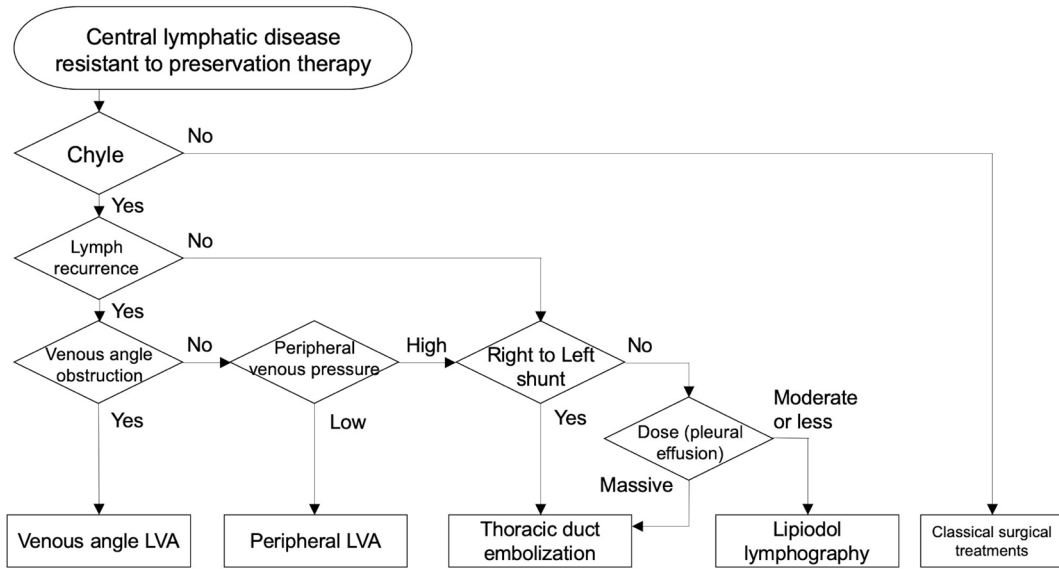 Central lymphatic disease
resistant to preservation therapy
No
Chyle
Yes
Lymph
recurrence
No
Yes
Venous angle
obstruction
No
Peripheral
venous pressure
High
Right to Left
shunt
No
Yes
Low
Yes
Dose (pleural
effusion)
Moderate
or less
Massive
Venous angle LVA
Peripheral LVA
Thoracic duct
embolization
Lipiodol
lymphography
Classical surgical
treatments